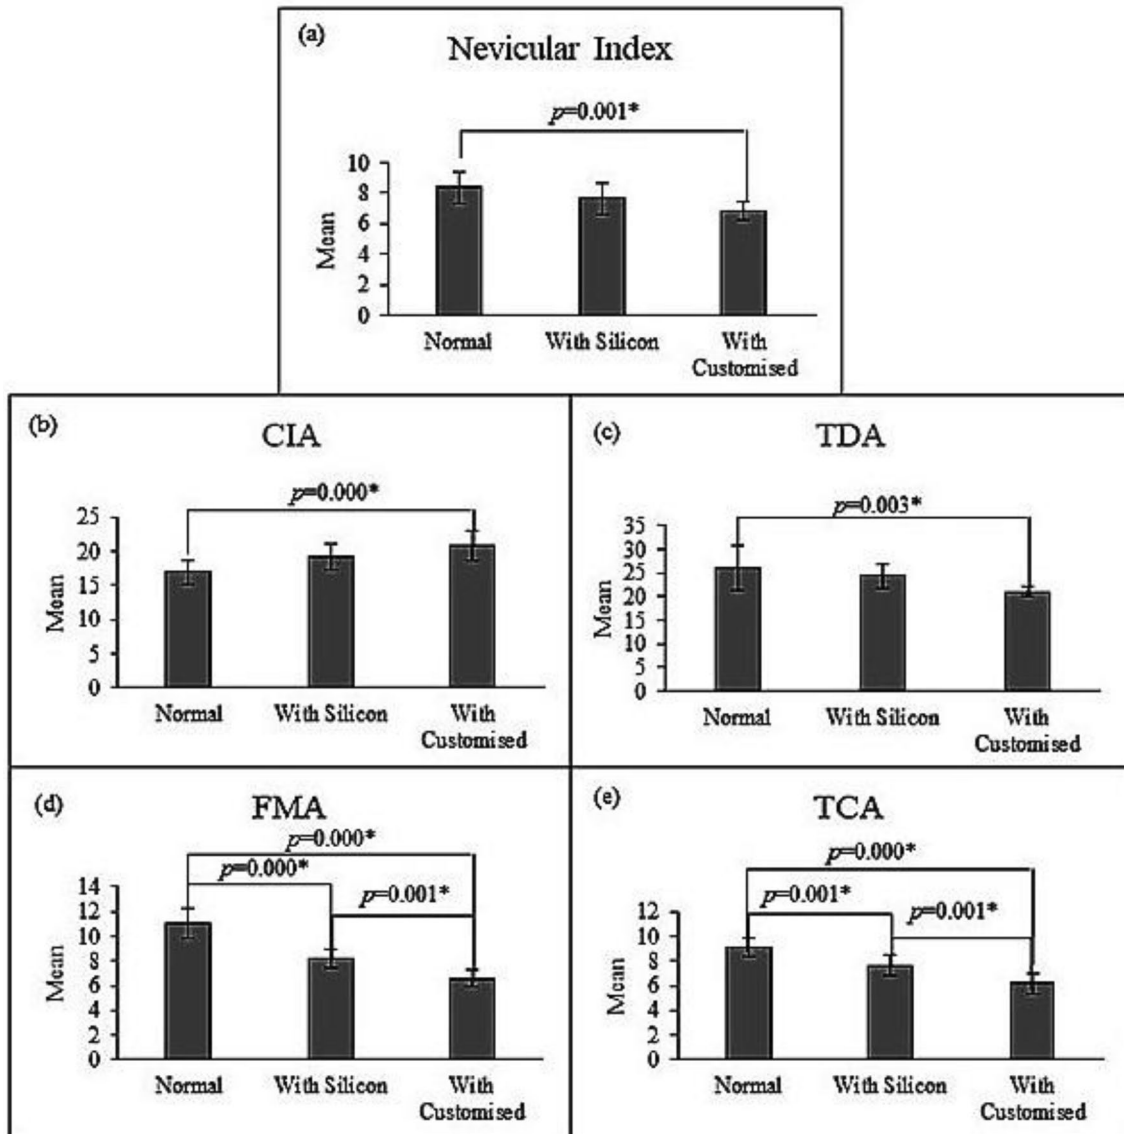 (a)
Nevicular Index
p=0.001*
10
8
6
4
2
0
Mean
Normal
With Silicon
With
Customised
(b)
CIA
p=0.000*
25
20
15
10
5
0
Mean
Normal
With Silicon
With
Customised
(c)
TDA
p=0.003*
35
30
25
20
15
10
5
0
Mean
Normal
With Silicon
With
Customised
(d)
FMA
p=0.000*
p=0.000*
p=0.001*
14
12
10
8
6
4
2
0
Mean
Normal
With Silicon
With
Customised
(e)
TCA
p=0.000*
p=0.001*
p=0.001*
12
10
8
6
4
2
0
Mean
Normal
With Silicon
With
Customised